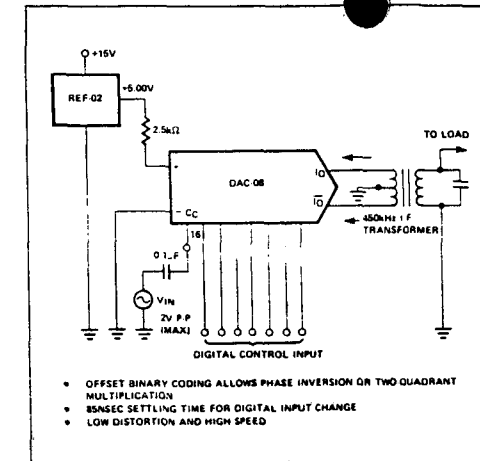 +15V
REF-02
+5.00V
2.5kΩ
TO LOAD
+
DAC-08
IO
IO
- CC
16
450kHz I F
TRANSFORMER
VIN
2V P-P
(MAX)
DIGITAL CONTROL INPUT
• OFFSET BINARY CODING ALLOWS PHASE INVERSION OR TWO QUADRANT
MULTIPLICATION
• 85NSEC SETTLING TIME FOR DIGITAL INPUT CHANGE
• LOW DISTORTION AND HIGH SPEED